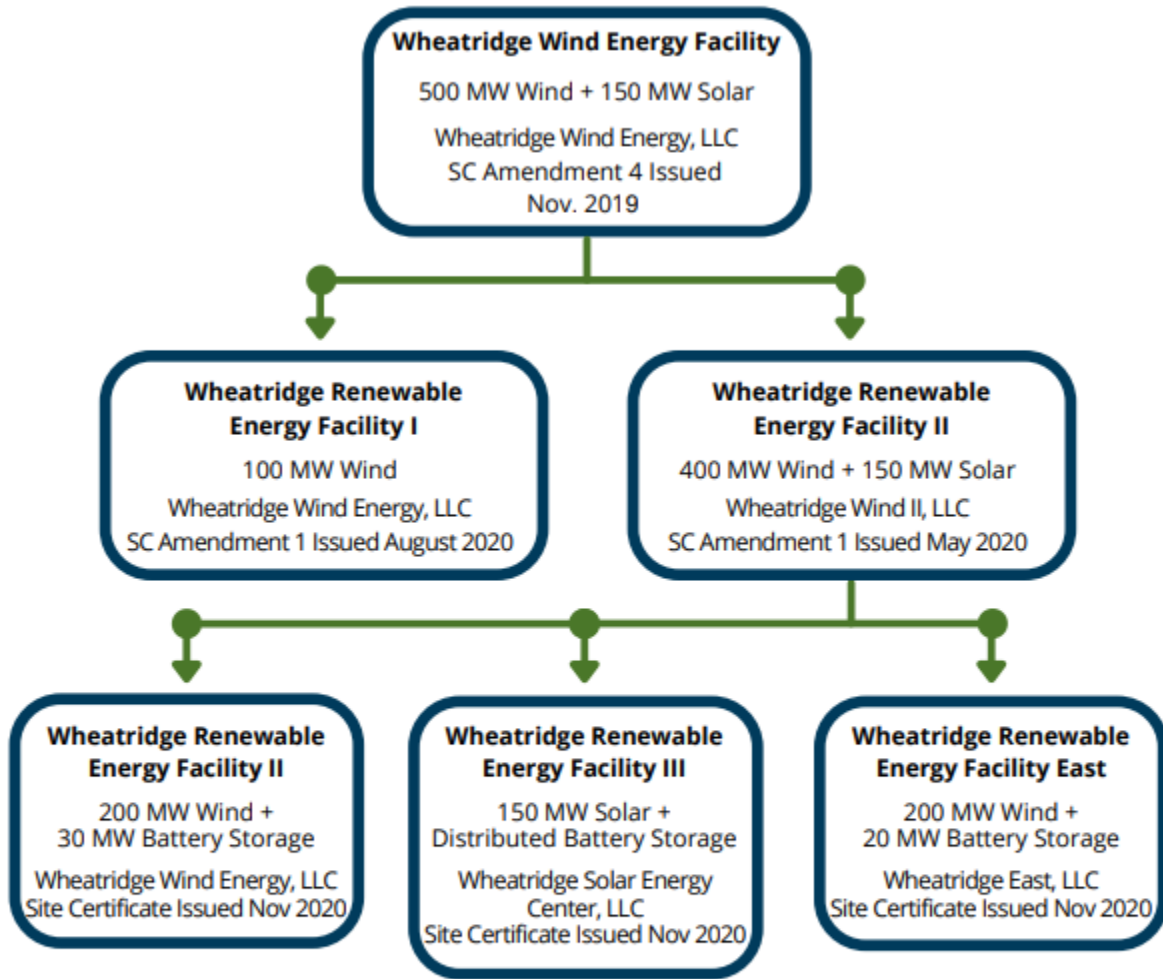 Wheatridge Wind Energy Facility
500 MW Wind + 150 MW Solar
Wheatridge Wind Energy, LLC
SC Amendment 4 Issued
Nov. 2019
Wheatridge Renewable
Energy Facility I
100 MW Wind
Wheatridge Wind Energy, LLC
SC Amendment 1 Issued August 2020
Wheatridge Renewable
Energy Facility II
400 MW Wind + 150 MW Solar
Wheatridge Wind II, LLC
SC Amendment 1 Issued May 2020
Wheatridge Renewable
Energy Facility II
200 MW Wind +
30 MW Battery Storage
Wheatridge Wind Energy, LLC
Site Certificate Issued Nov 2020
Wheatridge Renewable
Energy Facility III
150 MW Solar +
Distributed Battery Storage
Wheatridge Solar Energy
Center, LLC
Site Certificate Issued Nov 2020
Wheatridge Renewable
Energy Facility East
200 MW Wind +
20 MW Battery Storage
Wheatridge East, LLC
Site Certificate Issued Nov 2020